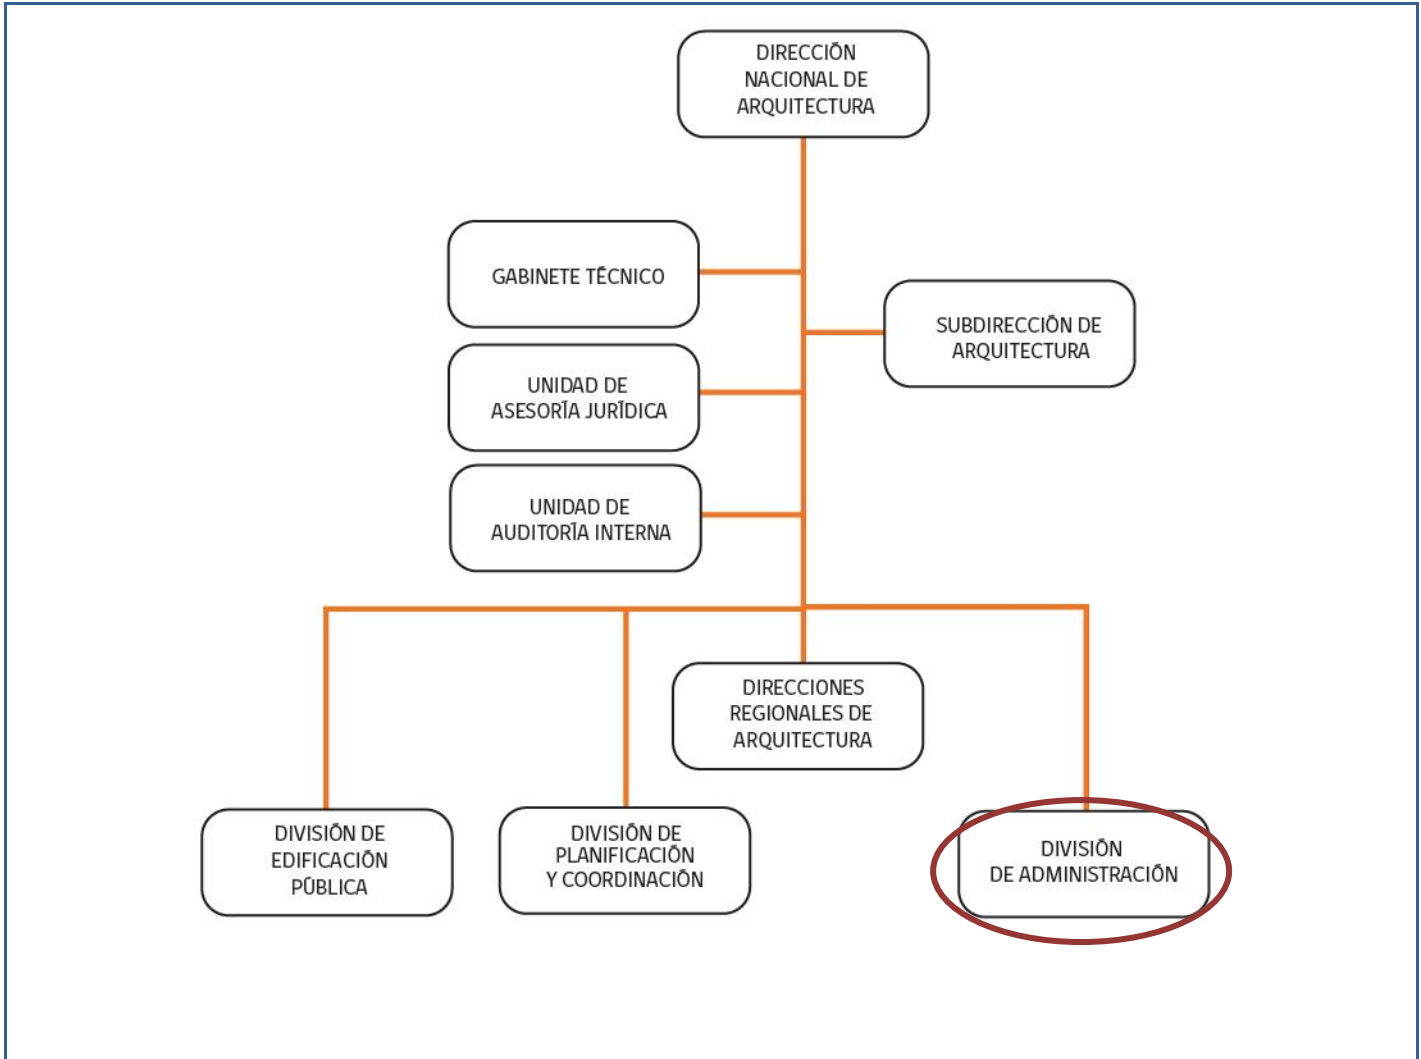 DIRECCIÓN
NACIONAL DE
ARQUITECTURA
GABINETE TÉCNICO
SUBDIRECCIÓN DE
ARQUITECTURA
UNIDAD DE
ASESORÍA JURÍDICA
UNIDAD DE
AUDITORÍA INTERNA
DIRECCIONES
REGIONALES DE
ARQUITECTURA
DIVISIÓN DE
EDIFICACIÓN
PÚBLICA
DIVISIÓN DE
PLANIFICACIÓN
Y COORDINACIÓN
DIVISIÓN
DE ADMINISTRACIÓN